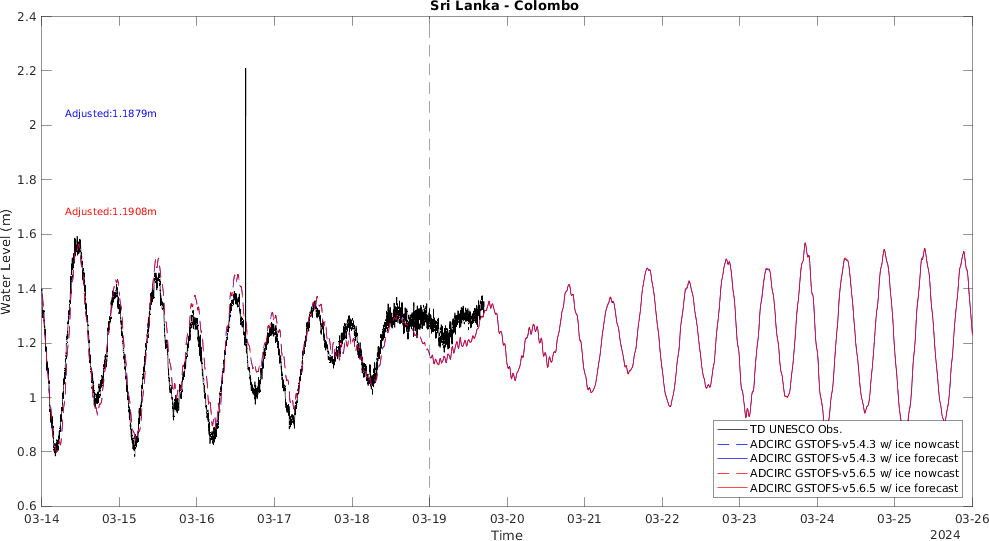 Sri Lanka - Colombo
2.4
2.2
2
1.8
1.6
1.4
1.2
1
0.8
0.6
Water Level (m)
Adjusted:1.1879m
Adjusted:1.1908m
TD UNESCO Obs.
ADCIRC GSTOFS-v5.4.3 w/ ice nowcast
ADCIRC GSTOFS-v5.4.3 w/ ice forecast
ADCIRC GSTOFS-v5.6.5 w/ ice nowcast
ADCIRC GSTOFS-v5.6.5 w/ ice forecast
03-14 03-15 03-16 03-17 03-18 03-19 03-20 03-21 03-22 03-23 03-24 03-25 03-26
Time
2024